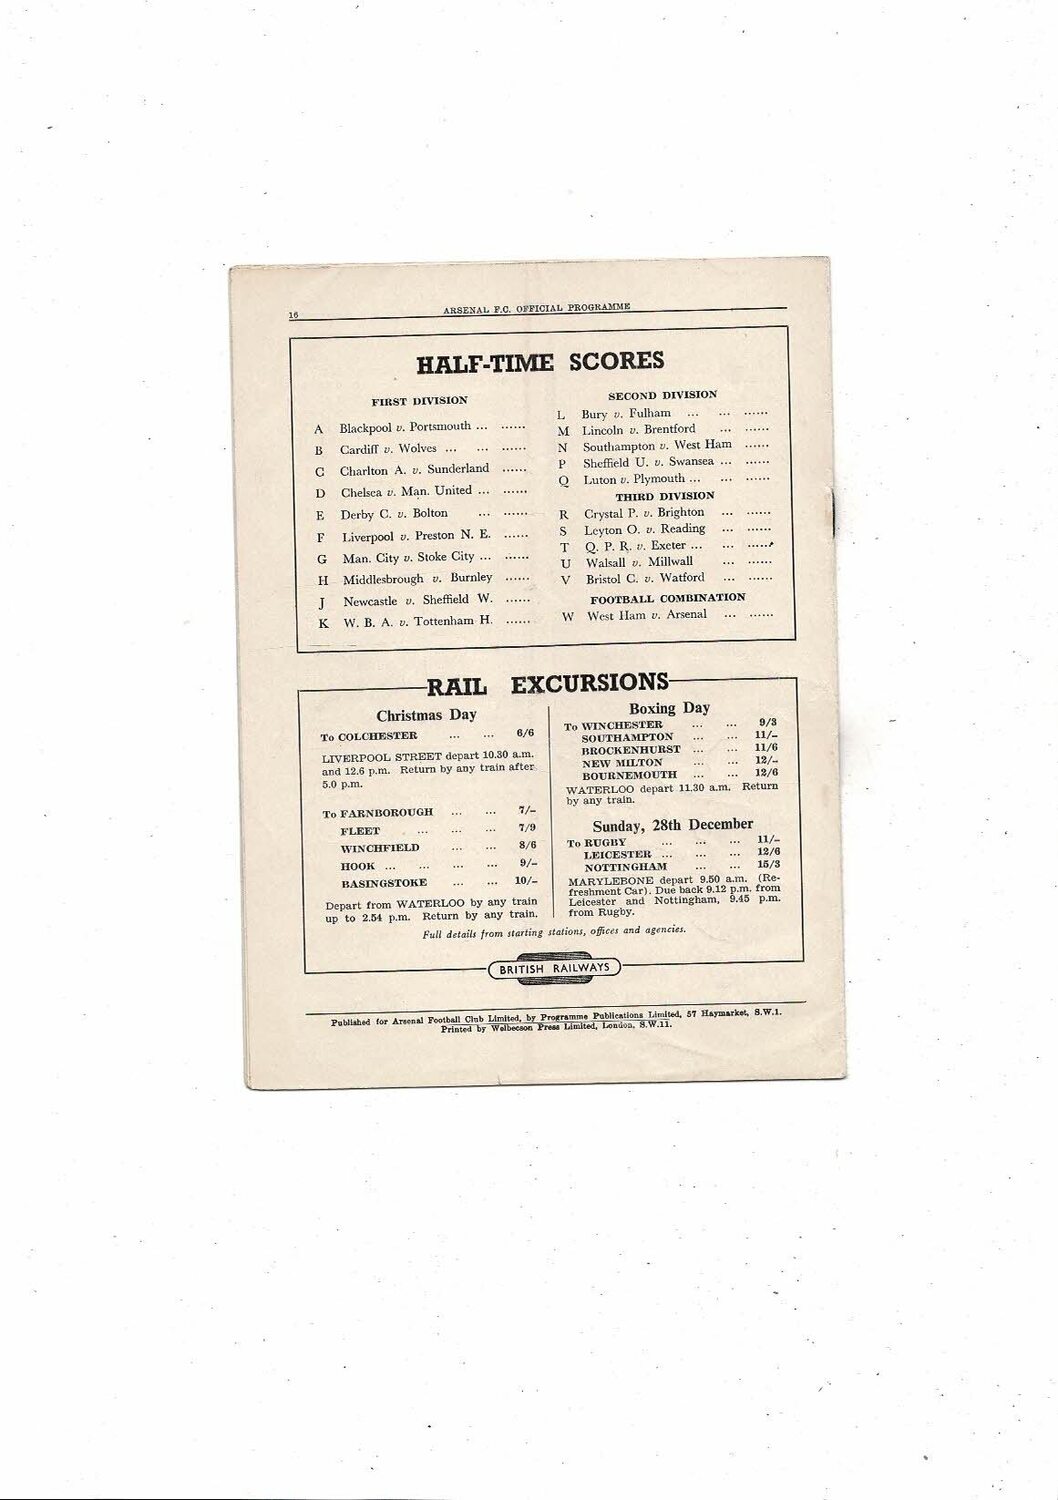 16
ARSENAL F.C. OFFICIAL PROGRAMME
HALF-TIME SCORES
FIRST DIVISION
A Blackpool v. Portsmouth ... ......
B Cardiff v. Wolves ... ... ......
C Charlton A. v. Sunderland ......
D Chelsea v. Man. United ... ......
E Derby C. v. Bolton ... ......
F Liverpool v. Preston N. E. ......
G Man. City v. Stoke City ... ......
H Middlesbrough v. Burnley ......
J Newcastle v. Sheffield W. ......
K W. B. A. v. Tottenham H. ......
SECOND DIVISION
L Bury v. Fulham ... ... ......
M Lincoln v. Brentford ... ......
N Southampton v. West Ham ......
P Sheffield U. v. Swansea ... ......
Q Luton v. Plymouth ... ... ......
THIRD DIVISION
R Crystal P. v. Brighton ... ......
S Leyton O. v. Reading ... ......
T Q. P. R. v. Exeter ... ... ......
U Walsall v. Millwall ... ......
V Bristol C. v. Watford ... ......
FOOTBALL COMBINATION
W West Ham v. Arsenal ... ......
RAIL EXCURSIONS
Christmas Day
To COLCHESTER ... ... 6/6
LIVERPOOL STREET depart 10.30 a.m.
and 12.6 p.m. Return by any train after
5.0 p.m.
To FARNBOROUGH ... ... 7/-
FLEET ... ... ... 7/9
WINCHFIELD ... ... 8/6
HOOK ... ... ... ... 9/-
BASINGSTOKE ... ... 10/-
Depart from WATERLOO by any train
up to 2.54 p.m. Return by any train.
Boxing Day
To WINCHESTER ... ... 9/3
SOUTHAMPTON ... ... 11/-
BROCKENHURST ... ... 11/6
NEW MILTON ... ... 12/-
BOURNEMOUTH ... ... 12/6
WATERLOO depart 11.30 a.m. Return
by any train.
Sunday, 28th December
To RUGBY ... ... ... 11/-
LEICESTER ... ... ... 12/6
NOTTINGHAM ... ... 15/3
MARYLEBONE depart 9.50 a.m. (Re-
freshment Car). Due back 9.12 p.m. from
Leicester and Nottingham, 9.45 p.m.
from Rugby.
Full details from starting stations, offices and agencies.
BRITISH RAILWAYS
Published for Arsenal Football Club Limited, by Programme Publications Limited, 57 Haymarket, S.W.1.
Printed by Welbecson Press Limited, London, S.W.11.